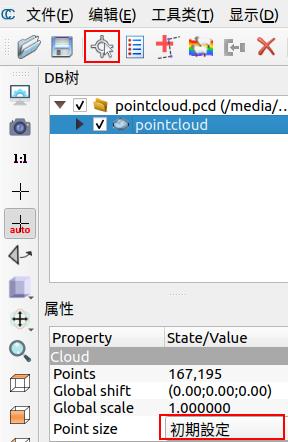 文件(F) 编辑(E) 工具类(T) 显示(D)
DB树
pointcloud.pcd (/media/...
pointcloud
1:1
auto
属性
Property State/Value
Cloud
Points 167,195
Global shift (0.00;0.00;0.00)
Global scale 1.000000
Point size 初期設定